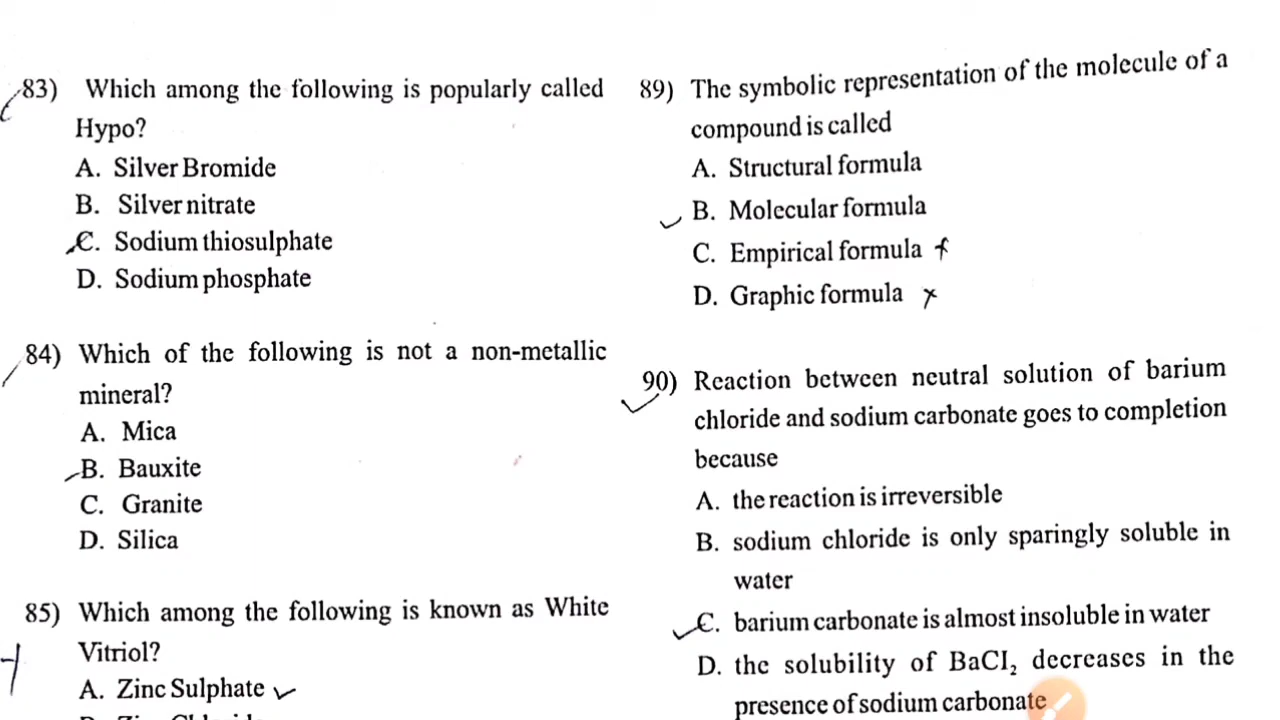 83) Which among the following is popularly called
Hypo?
A. Silver Bromide
B. Silver nitrate
C. Sodium thiosulphate
D. Sodium phosphate
84) Which of the following is not a non-metallic
mineral?
A. Mica
B. Bauxite
C. Granite
D. Silica
85) Which among the following is known as White
Vitriol?
A. Zinc Sulphate
89) The symbolic representation of the molecule of a
compound is called
A. Structural formula
B. Molecular formula
C. Empirical formula
D. Graphic formula
90) Reaction between neutral solution of barium
chloride and sodium carbonate goes to completion
because
A. the reaction is irreversible
B. sodium chloride is only sparingly soluble in
water
C. barium carbonate is almost insoluble in water
D. the solubility of BaCl₂ decreases in the
presence of sodium carbonate